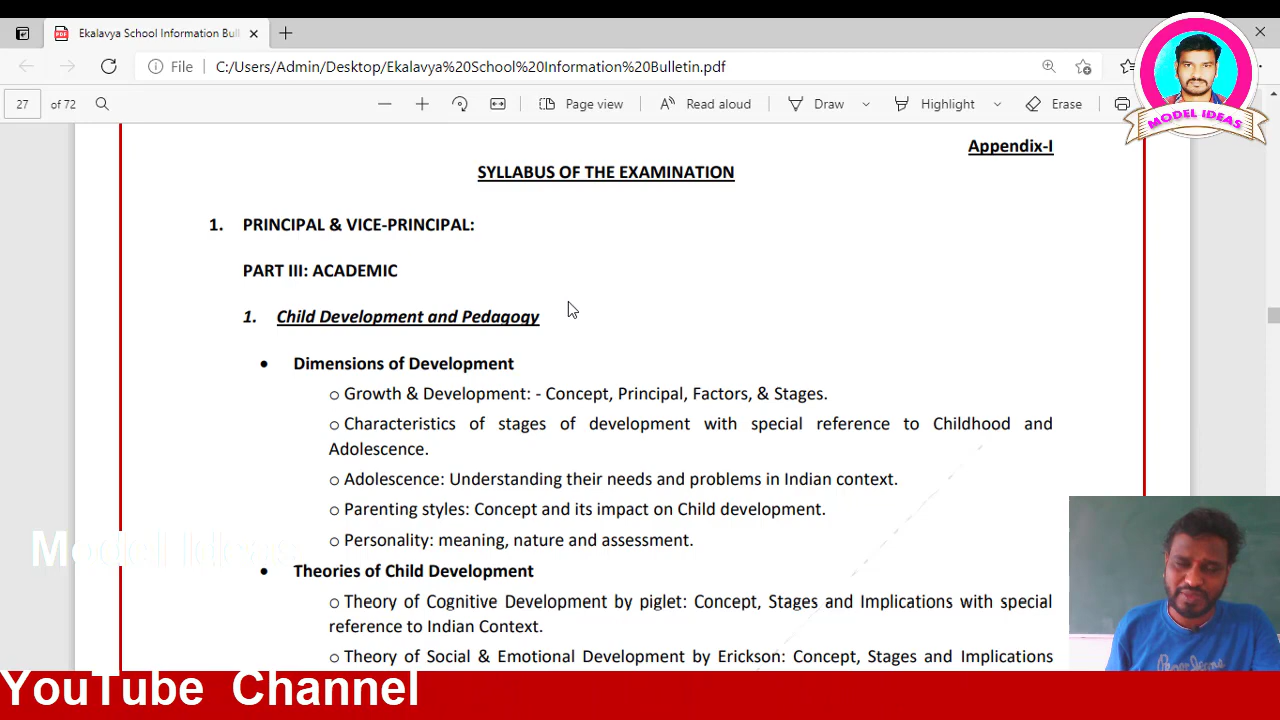 Ekalavya School Information Bull
File
C:/Users/Admin/Desktop/Ekalavya%20School%20Information%20Bulletin.pdf
27 of 72
Page view
Read aloud
Draw
Highlight
Erase
MODEL IDEAS
Appendix-I
SYLLABUS OF THE EXAMINATION
1. PRINCIPAL & VICE-PRINCIPAL:
PART III: ACADEMIC
1. Child Development and Pedagogy
• Dimensions of Development
o Growth & Development: - Concept, Principal, Factors, & Stages.
o Characteristics of stages of development with special reference to Childhood and
Adolescence.
o Adolescence: Understanding their needs and problems in Indian context.
o Parenting styles: Concept and its impact on Child development.
o Personality: meaning, nature and assessment.
Model Ideas
• Theories of Child Development
o Theory of Cognitive Development by piglet: Concept, Stages and Implications with special
reference to Indian Context.
o Theory of Social & Emotional Development by Erickson: Concept, Stages and Implications
YouTube Channel